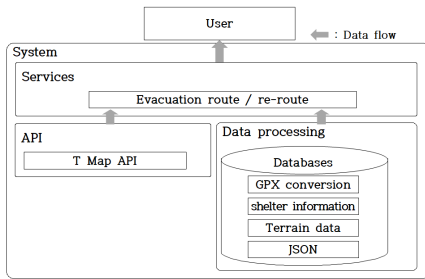 User
: Data flow
System
Services
Evacuation route / re-route
API
T Map API
Data processing
Databases
GPX conversion
shelter information
Terrain data
JSON